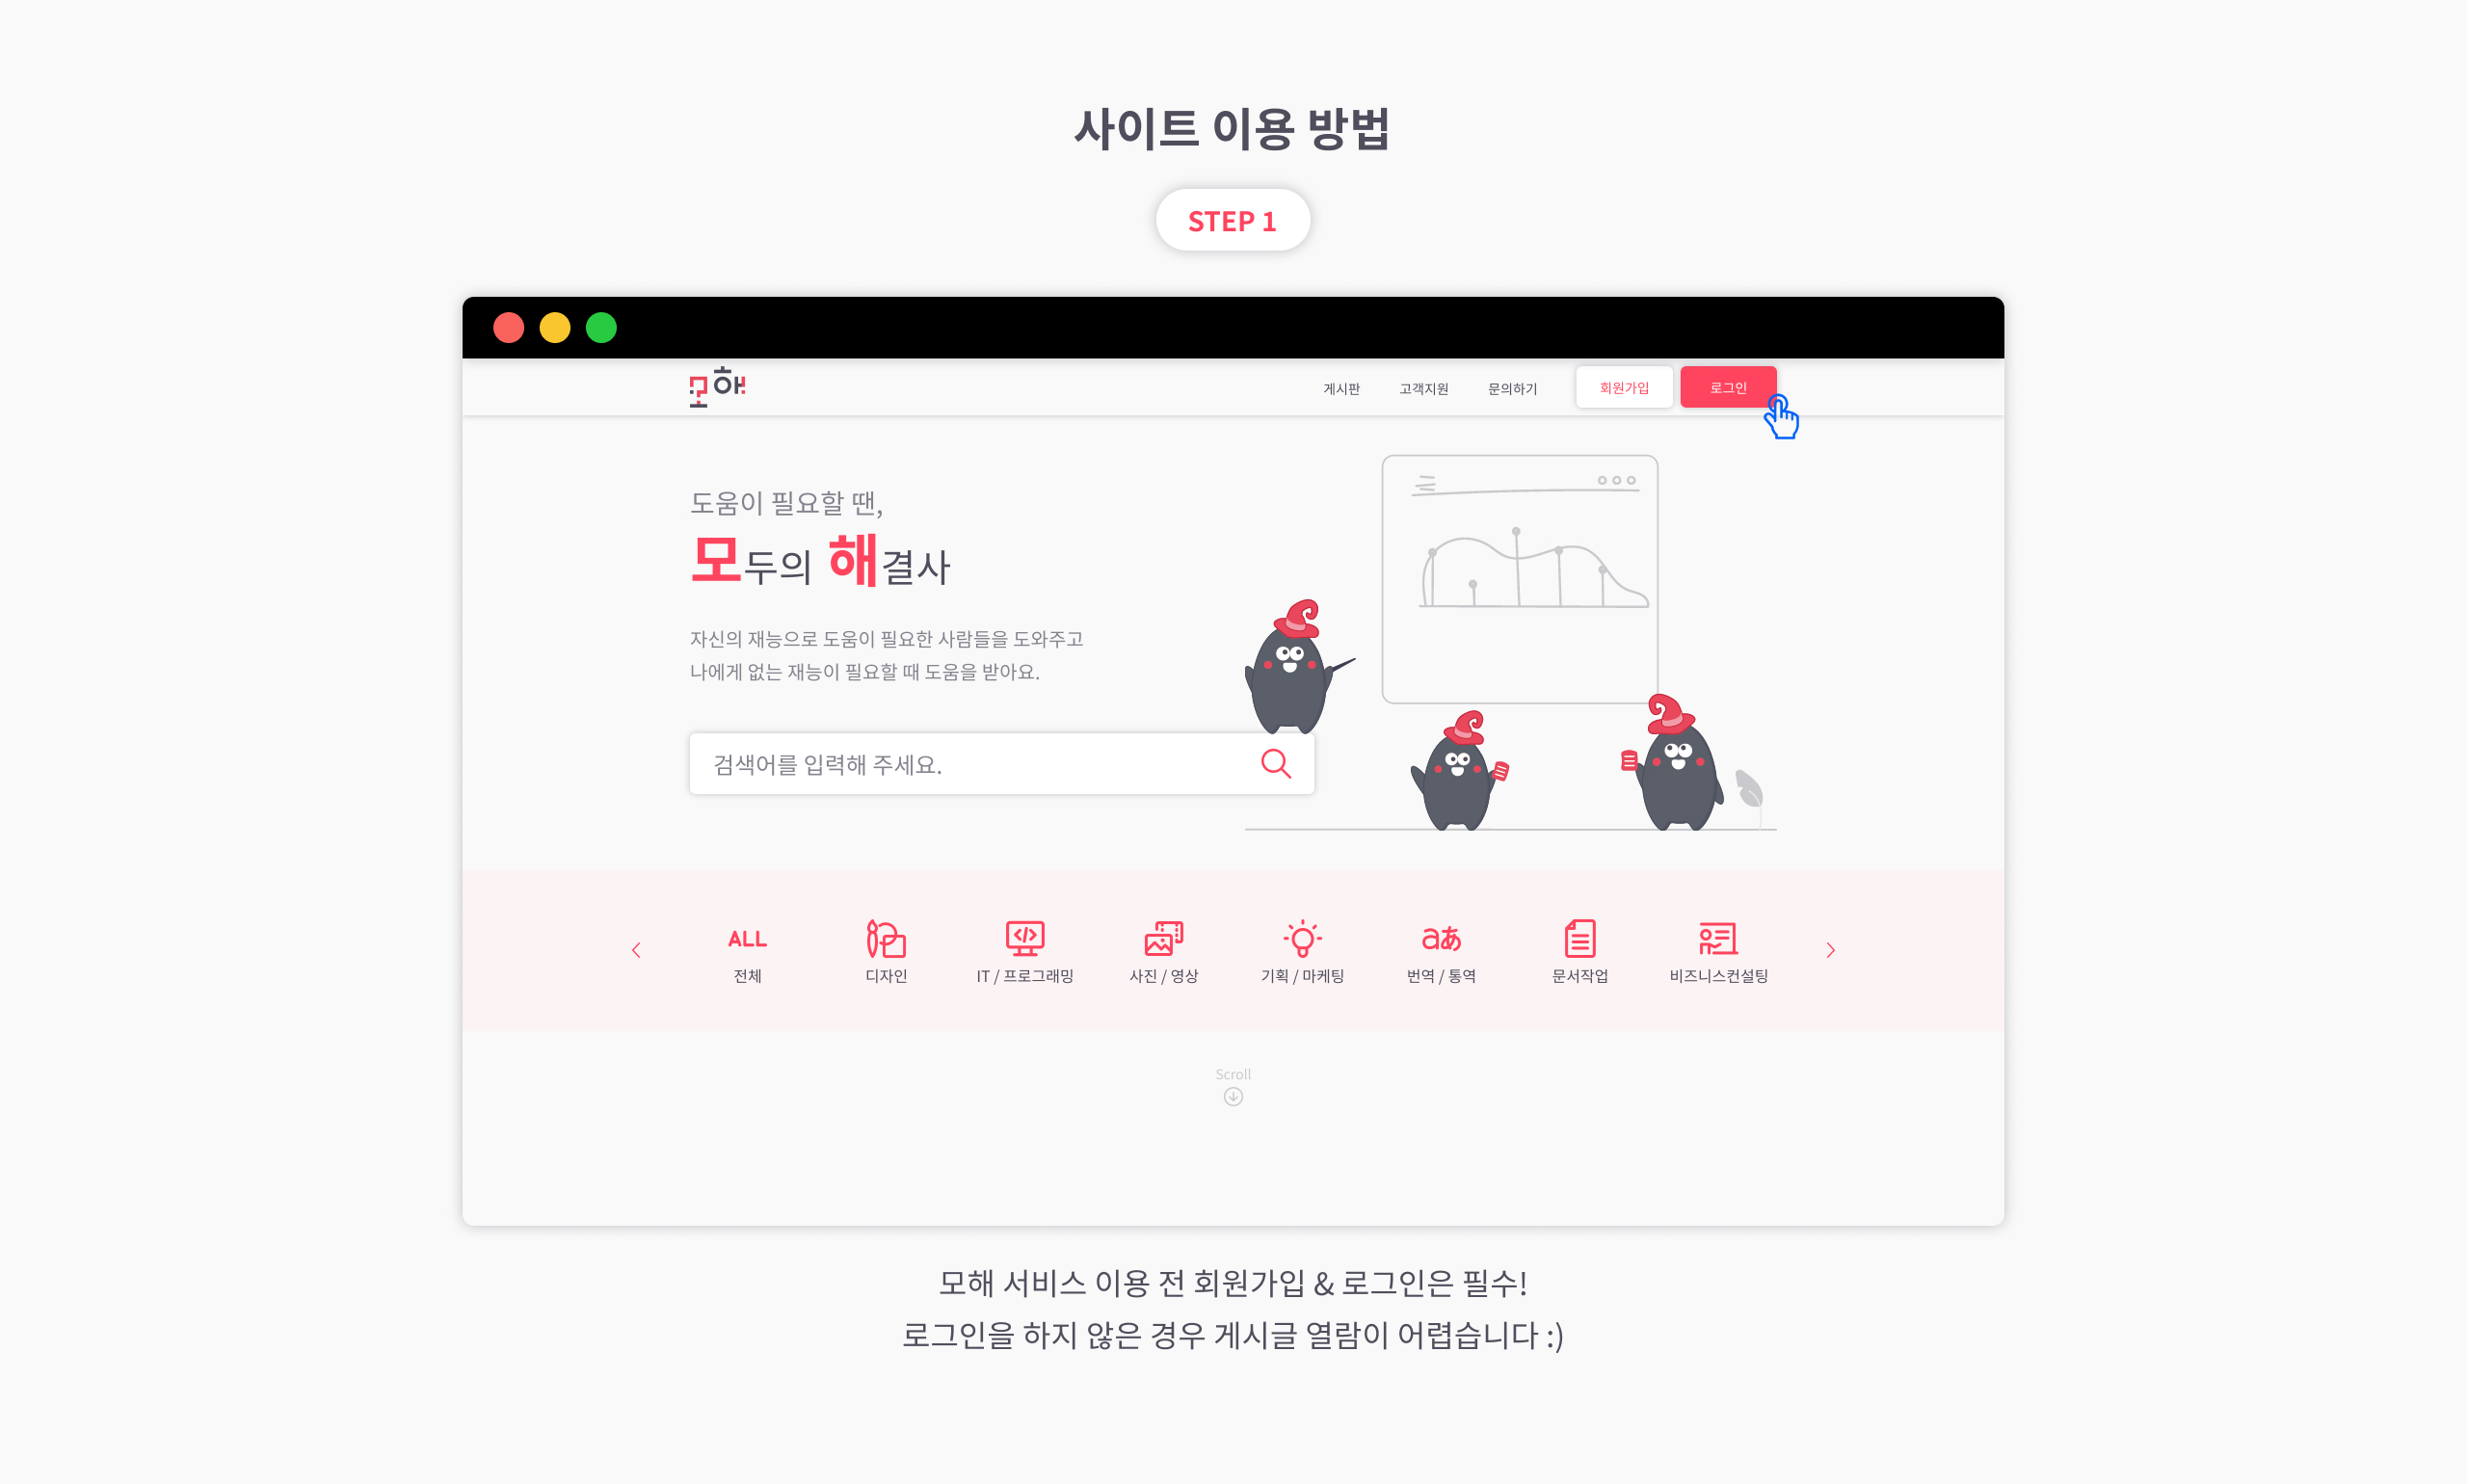 사이트 이용 방법
STEP 1
모해
게시판 고객지원 문의하기 회원가입 로그인
도움이 필요할 땐,
모두의 해결사
자신의 재능으로 도움이 필요한 사람들을 도와주고
나에게 없는 재능이 필요할 때 도움을 받아요.
검색어를 입력해 주세요.
ALL aあ
전체 디자인 IT / 프로그래밍 사진 / 영상 기획 / 마케팅 번역 / 통역 문서작업 비즈니스컨설팅
Scroll
모해 서비스 이용 전 회원가입 & 로그인은 필수!
로그인을 하지 않은 경우 게시글 열람이 어렵습니다 :)